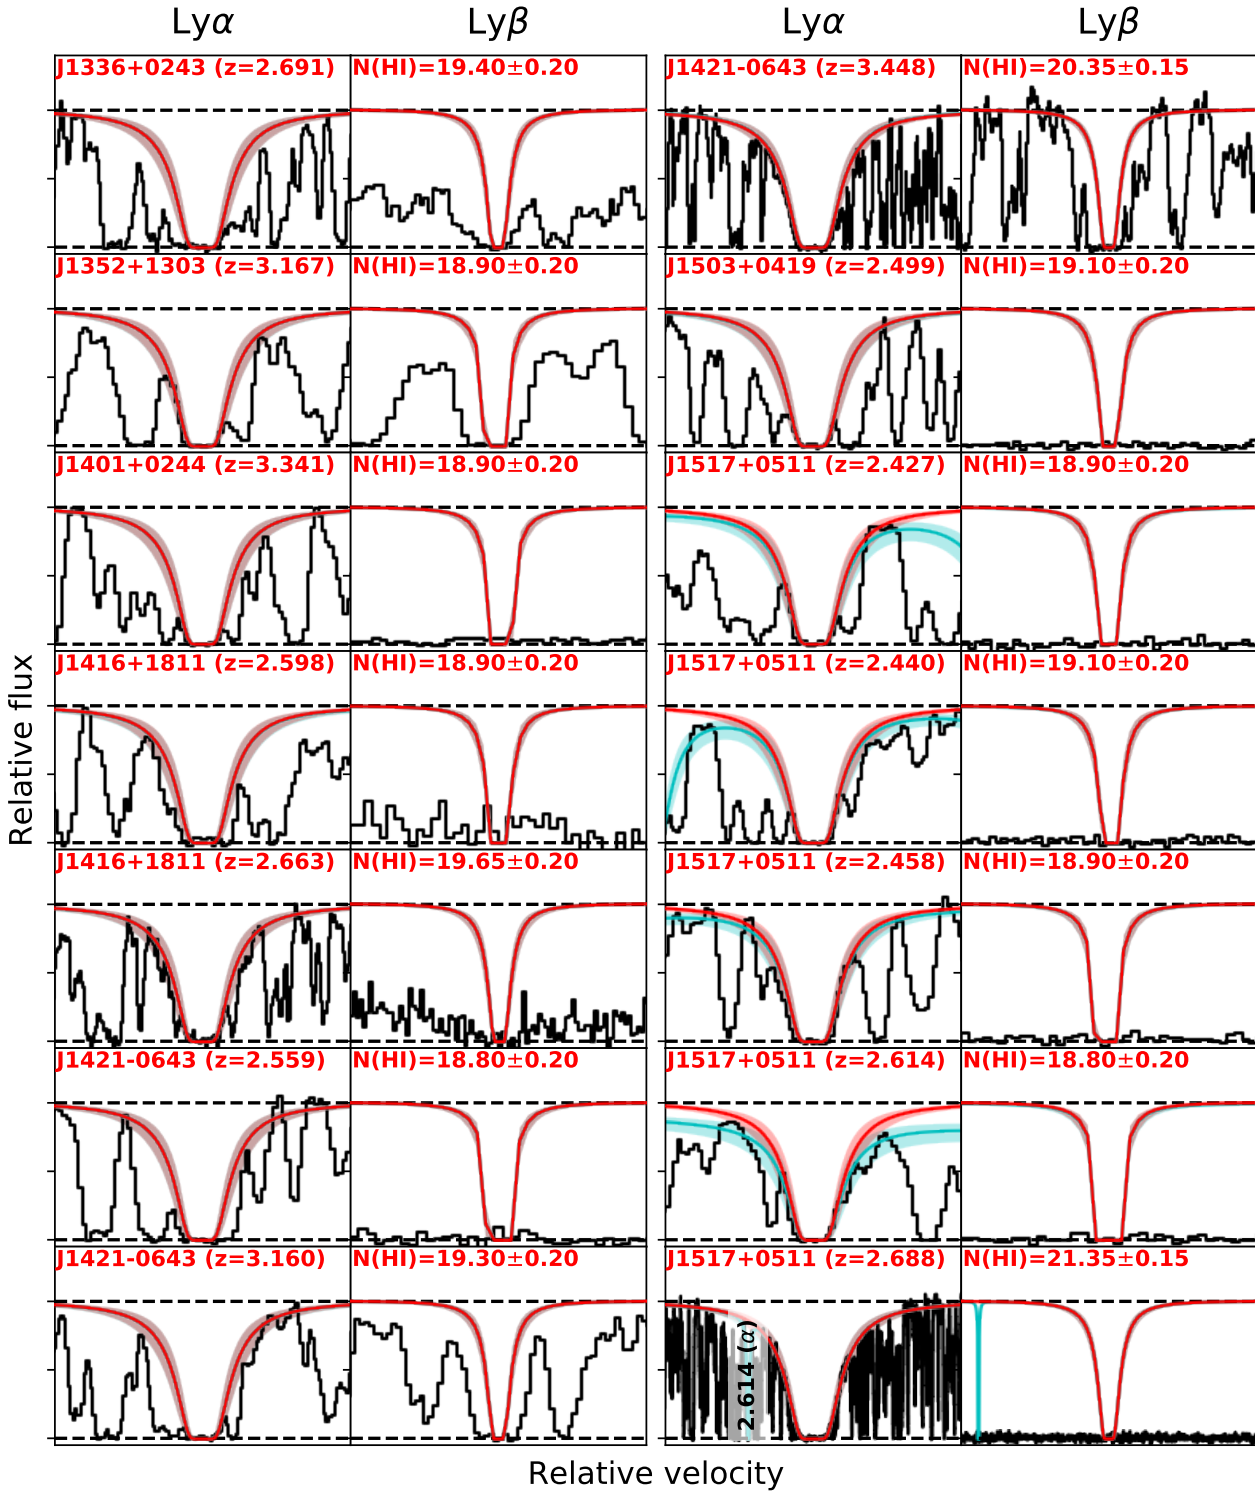 Lyα Lyβ Lyα Lyβ
J1336+0243 (z=2.691) N(HI)=19.40±0.20 J1421-0643 (z=3.448) N(HI)=20.35±0.15
J1352+1303 (z=3.167) N(HI)=18.90±0.20 J1503+0419 (z=2.499) N(HI)=19.10±0.20
J1401+0244 (z=3.341) N(HI)=18.90±0.20 J1517+0511 (z=2.427) N(HI)=18.90±0.20
J1416+1811 (z=2.598) N(HI)=18.90±0.20 J1517+0511 (z=2.440) N(HI)=19.10±0.20
Relative flux
J1416+1811 (z=2.663) N(HI)=19.65±0.20 J1517+0511 (z=2.458) N(HI)=18.90±0.20
J1421-0643 (z=2.559) N(HI)=18.80±0.20 J1517+0511 (z=2.614) N(HI)=18.80±0.20
J1421-0643 (z=3.160) N(HI)=19.30±0.20 J1517+0511 (z=2.688) N(HI)=21.35±0.15
2.614 (α)
Relative velocity